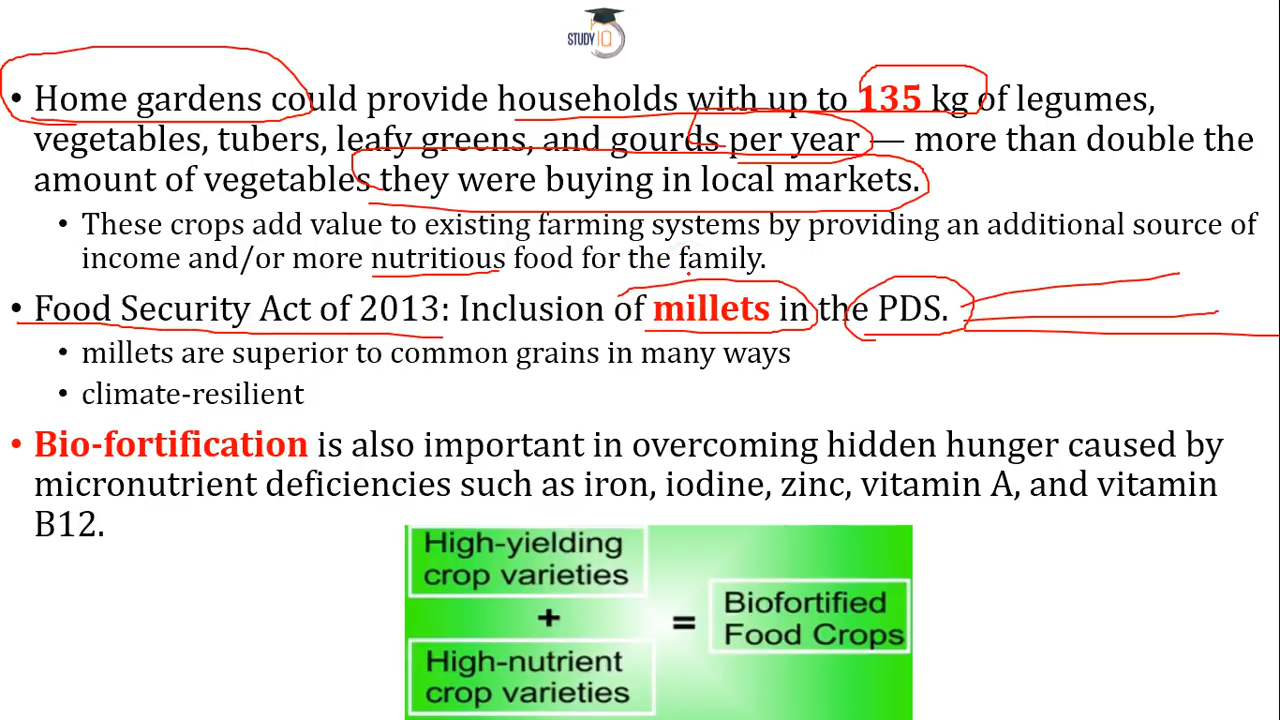 STUDY IQ
• Home gardens could provide households with up to 135 kg of legumes,
vegetables, tubers, leafy greens, and gourds per year — more than double the
amount of vegetables they were buying in local markets.
• These crops add value to existing farming systems by providing an additional source of
income and/or more nutritious food for the family.
• Food Security Act of 2013: Inclusion of millets in the PDS.
• millets are superior to common grains in many ways
• climate-resilient
• Bio-fortification is also important in overcoming hidden hunger caused by
micronutrient deficiencies such as iron, iodine, zinc, vitamin A, and vitamin
B12.
High-yielding
crop varieties
+
High-nutrient
crop varieties
=
Biofortified
Food Crops